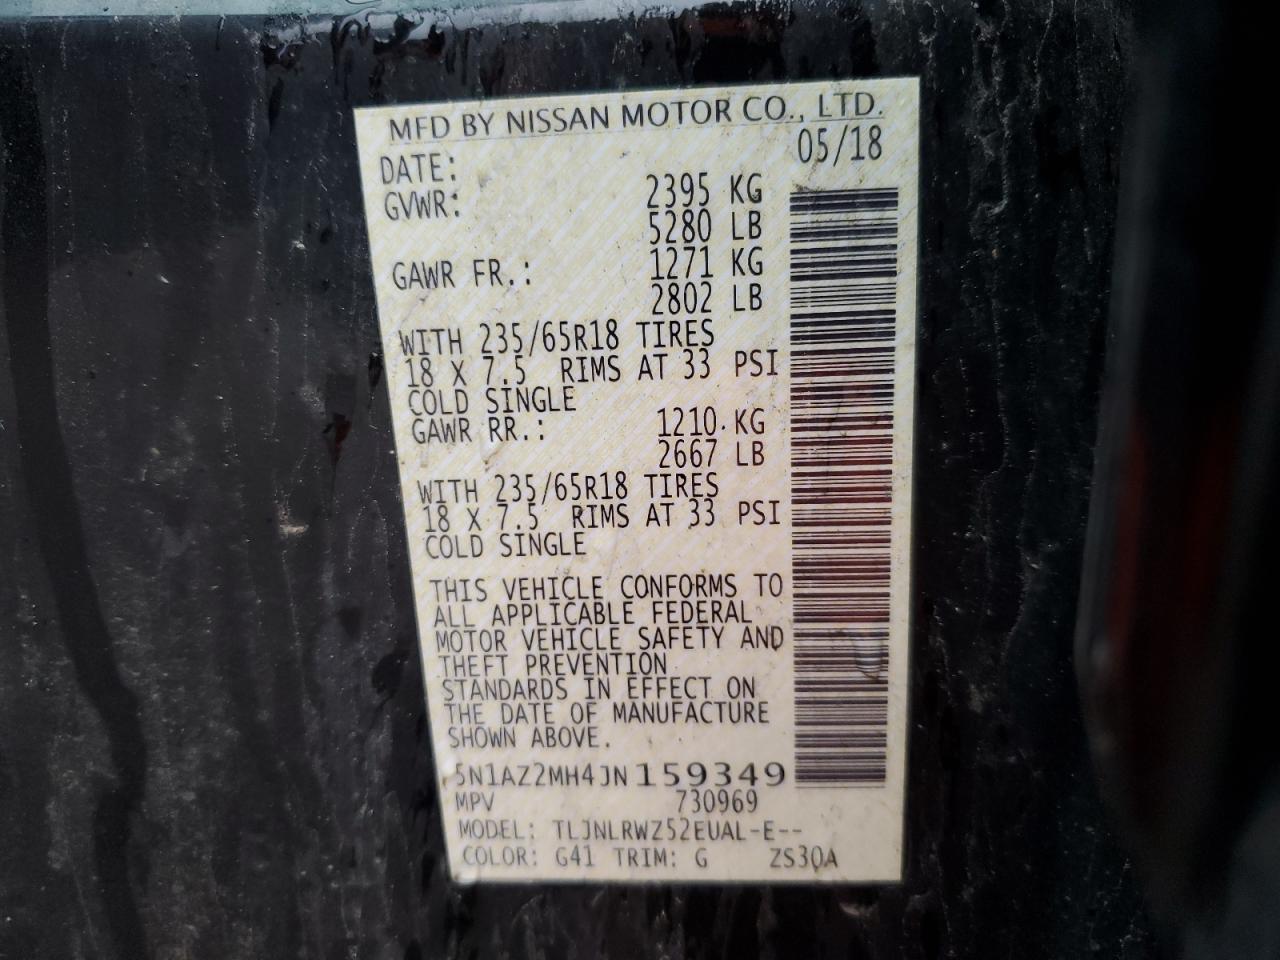 MFD BY NISSAN MOTOR CO., LTD.
DATE: 05/18
GVWR: 2395 KG
5280 LB
GAWR FR.: 1271 KG
2802 LB
WITH 235/65R18 TIRES
18 X 7.5 RIMS AT 33 PSI
COLD SINGLE
GAWR RR.: 1210 KG
2667 LB
WITH 235/65R18 TIRES
18 X 7.5 RIMS AT 33 PSI
COLD SINGLE
THIS VEHICLE CONFORMS TO
ALL APPLICABLE FEDERAL
MOTOR VEHICLE SAFETY AND
THEFT PREVENTION
STANDARDS IN EFFECT ON
THE DATE OF MANUFACTURE
SHOWN ABOVE.
5N1AZ2MH4JN159349
MPV 730969
MODEL: TLJNLRWZ52EUAL-E--
COLOR: G41 TRIM: G ZS30A